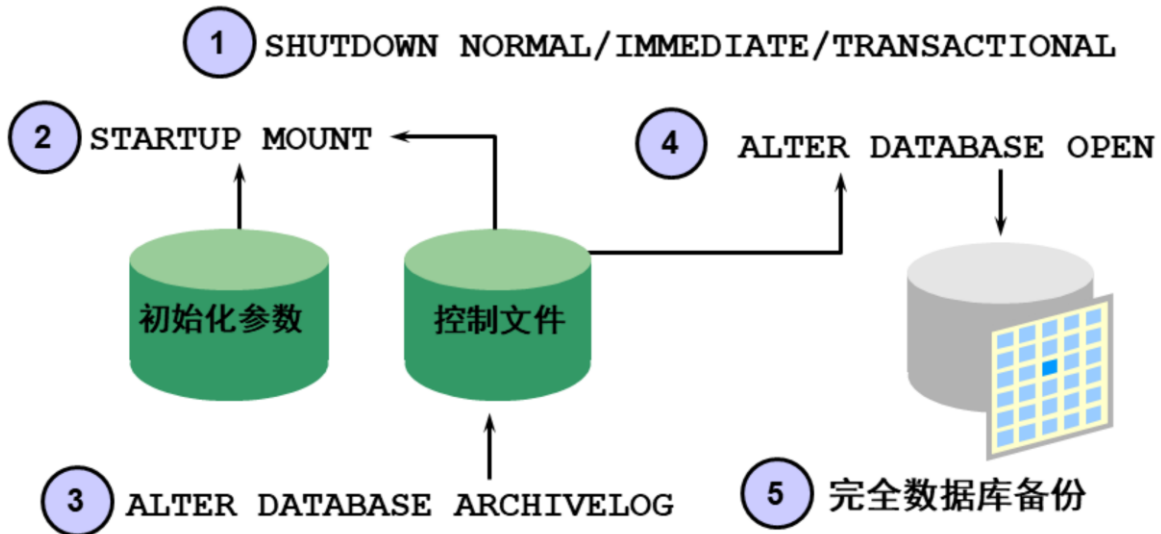 1 SHUTDOWN NORMAL/IMMEDIATE/TRANSACTIONAL
2 STARTUP MOUNT
4 ALTER DATABASE OPEN
初始化参数
控制文件
3 ALTER DATABASE ARCHIVELOG
5 完全数据库备份